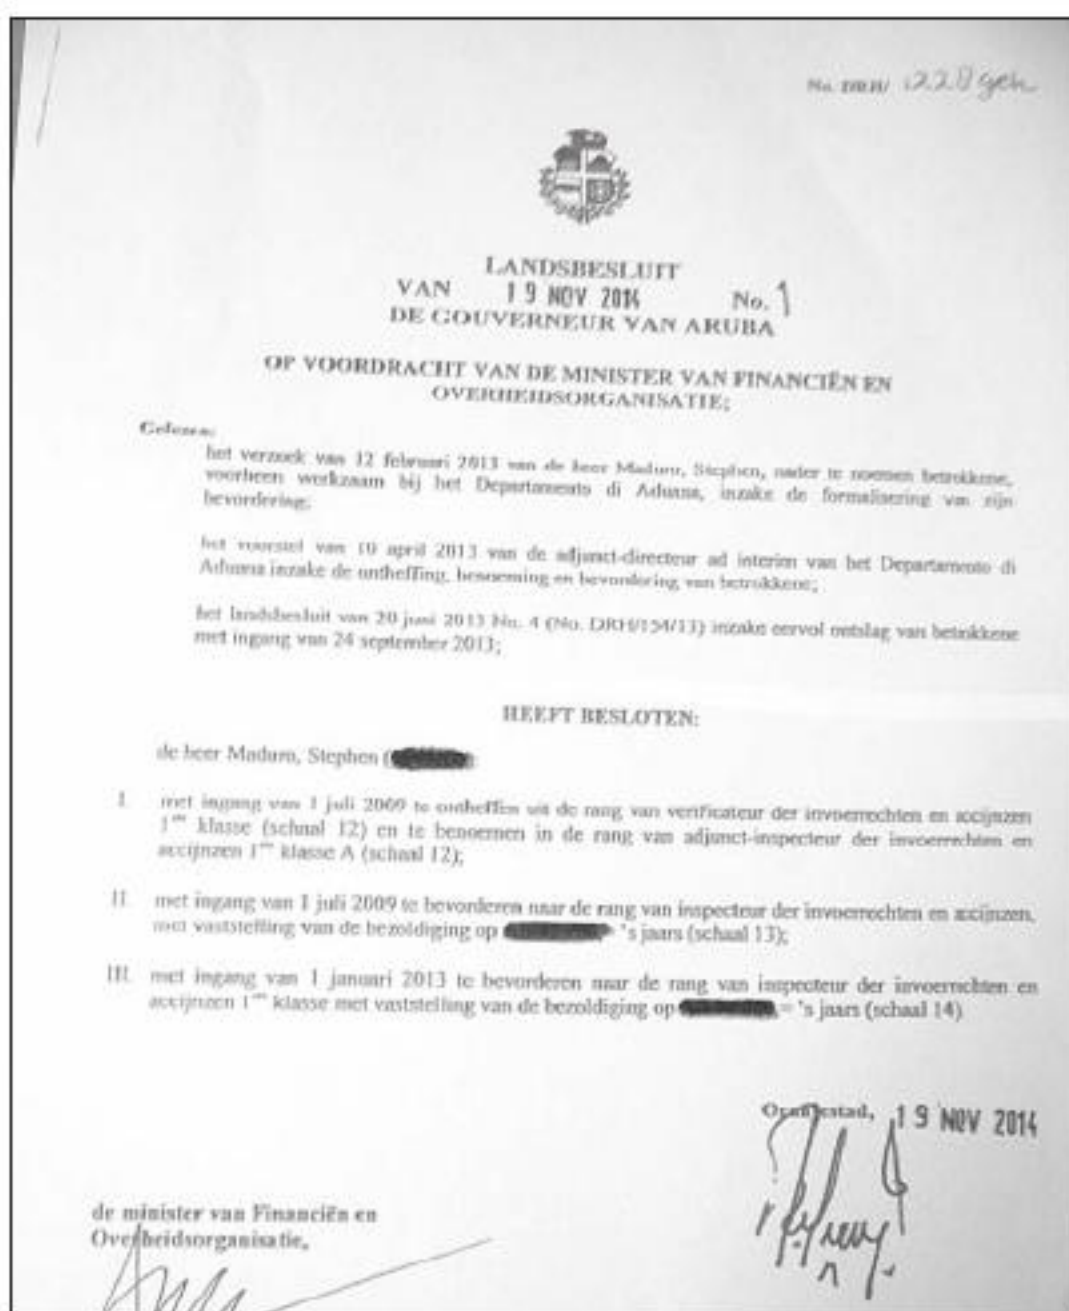 No. DRH/ 1228 geh
LANDSBESLUIT
VAN 19 NOV 2014 No. 1
DE GOUVERNEUR VAN ARUBA
OP VOORDRACHT VAN DE MINISTER VAN FINANCIËN EN
OVERHEIDSORGANISATIE;
Gelezen:
het verzoek van 12 februari 2013 van de heer Maduro, Stephen, nader te noemen betrokkene,
voorheen werkzaam bij het Departamento di Aduana, inzake de formalisering van zijn
bevordering;
het voorstel van 10 april 2013 van de adjunct-directeur ad interim van het Departamento di
Aduana inzake de ontheffing, benoeming en bevordering van betrokkene;
het landsbesluit van 20 juni 2013 No. 4 (No. DRH/154/13) inzake eervol ontslag van betrokkene
met ingang van 24 september 2013;
HEEFT BESLOTEN:
de heer Maduro, Stephen (
I. met ingang van 1 juli 2009 te ontheffen uit de rang van verificateur der invoerrechten en accijnzen
1ste klasse (schaal 12) en te benoemen in de rang van adjunct-inspecteur der invoerrechten en
accijnzen 1ste klasse A (schaal 12);
II. met ingang van 1 juli 2009 te bevorderen naar de rang van inspecteur der invoerrechten en accijnzen,
met vaststelling van de bezoldiging op 's jaars (schaal 13);
III. met ingang van 1 januari 2013 te bevorderen naar de rang van inspecteur der invoerrechten en
accijnzen 1ste klasse met vaststelling van de bezoldiging op = 's jaars (schaal 14)
Oranjestad, 19 NOV 2014
de minister van Financiën en
Overheidsorganisatie,